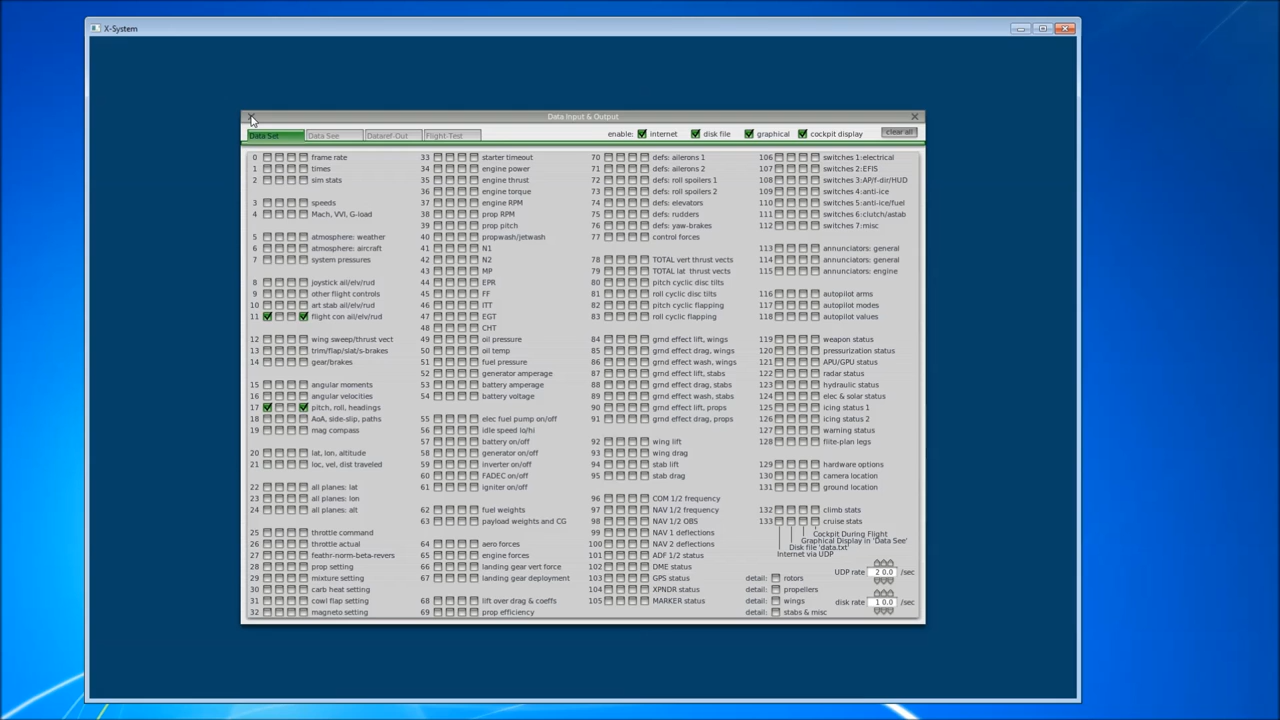 X-System
Data Input & Output
Data Set Data See Dataref-Out Flight-Test enable: internet disk file graphical cockpit display clear all
0 frame rate
1 times
2 sim stats
3 speeds
4 Mach, VVI, G-load
5 atmosphere: weather
6 atmosphere: aircraft
7 system pressures
8 joystick ail/elv/rud
9 other flight controls
10 art stab ail/elv/rud
11 flight con ail/elv/rud
12 wing sweep/thrust vect
13 trim/flap/slat/s-brakes
14 gear/brakes
15 angular moments
16 angular velocities
17 pitch, roll, headings
18 AoA, side-slip, paths
19 mag compass
20 lat, lon, altitude
21 loc, vel, dist traveled
22 all planes: lat
23 all planes: lon
24 all planes: alt
25 throttle command
26 throttle actual
27 feathr-norm-beta-revers
28 prop setting
29 mixture setting
30 carb heat setting
31 cowl flap setting
32 magneto setting
33 starter timeout
34 engine power
35 engine thrust
36 engine torque
37 engine RPM
38 prop RPM
39 prop pitch
40 propwash/jetwash
41 N1
42 N2
43 MP
44 EPR
45 FF
46 ITT
47 EGT
48 CHT
49 oil pressure
50 oil temp
51 fuel pressure
52 generator amperage
53 battery amperage
54 battery voltage
55 elec fuel pump on/off
56 idle speed lo/hi
57 battery on/off
58 generator on/off
59 inverter on/off
60 FADEC on/off
61 igniter on/off
62 fuel weights
63 payload weights and CG
64 aero forces
65 engine forces
66 landing gear vert force
67 landing gear deployment
68 lift over drag & coeffs
69 prop efficiency
70 defs: ailerons 1
71 defs: ailerons 2
72 defs: roll spoilers 1
73 defs: roll spoilers 2
74 defs: elevators
75 defs: rudders
76 defs: yaw-brakes
77 control forces
78 TOTAL vert thrust vects
79 TOTAL lat thrust vects
80 pitch cyclic disc tilts
81 roll cyclic disc tilts
82 pitch cyclic flapping
83 roll cyclic flapping
84 grnd effect lift, wings
85 grnd effect drag, wings
86 grnd effect wash, wings
87 grnd effect lift, stabs
88 grnd effect drag, stabs
89 grnd effect wash, stabs
90 grnd effect lift, props
91 grnd effect drag, props
92 wing lift
93 wing drag
94 stab lift
95 stab drag
96 COM 1/2 frequency
97 NAV 1/2 frequency
98 NAV 1/2 OBS
99 NAV 1 deflections
100 NAV 2 deflections
101 ADF 1/2 status
102 DME status
103 GPS status
104 XPNDR status
105 MARKER status
106 switches 1:electrical
107 switches 2:EFIS
108 switches 3:AP/f-dir/HUD
109 switches 4:anti-ice
110 switches 5:anti-ice/fuel
111 switches 6:clutch/astab
112 switches 7:misc
113 annunciators: general
114 annunciators: general
115 annunciators: engine
116 autopilot arms
117 autopilot modes
118 autopilot values
119 weapon status
120 pressurization status
121 APU/GPU status
122 radar status
123 hydraulic status
124 elec & solar status
125 icing status 1
126 icing status 2
127 warning status
128 flite-plan legs
129 hardware options
130 camera location
131 ground location
132 climb stats
133 cruise stats
Cockpit During Flight
Graphical Display in 'Data See'
Disk file 'data.txt'
Internet via UDP
UDP rate 2 0.0 /sec
detail: rotors
detail: propellers
detail: wings
disk rate 1 0.0 /sec
detail: stabs & misc